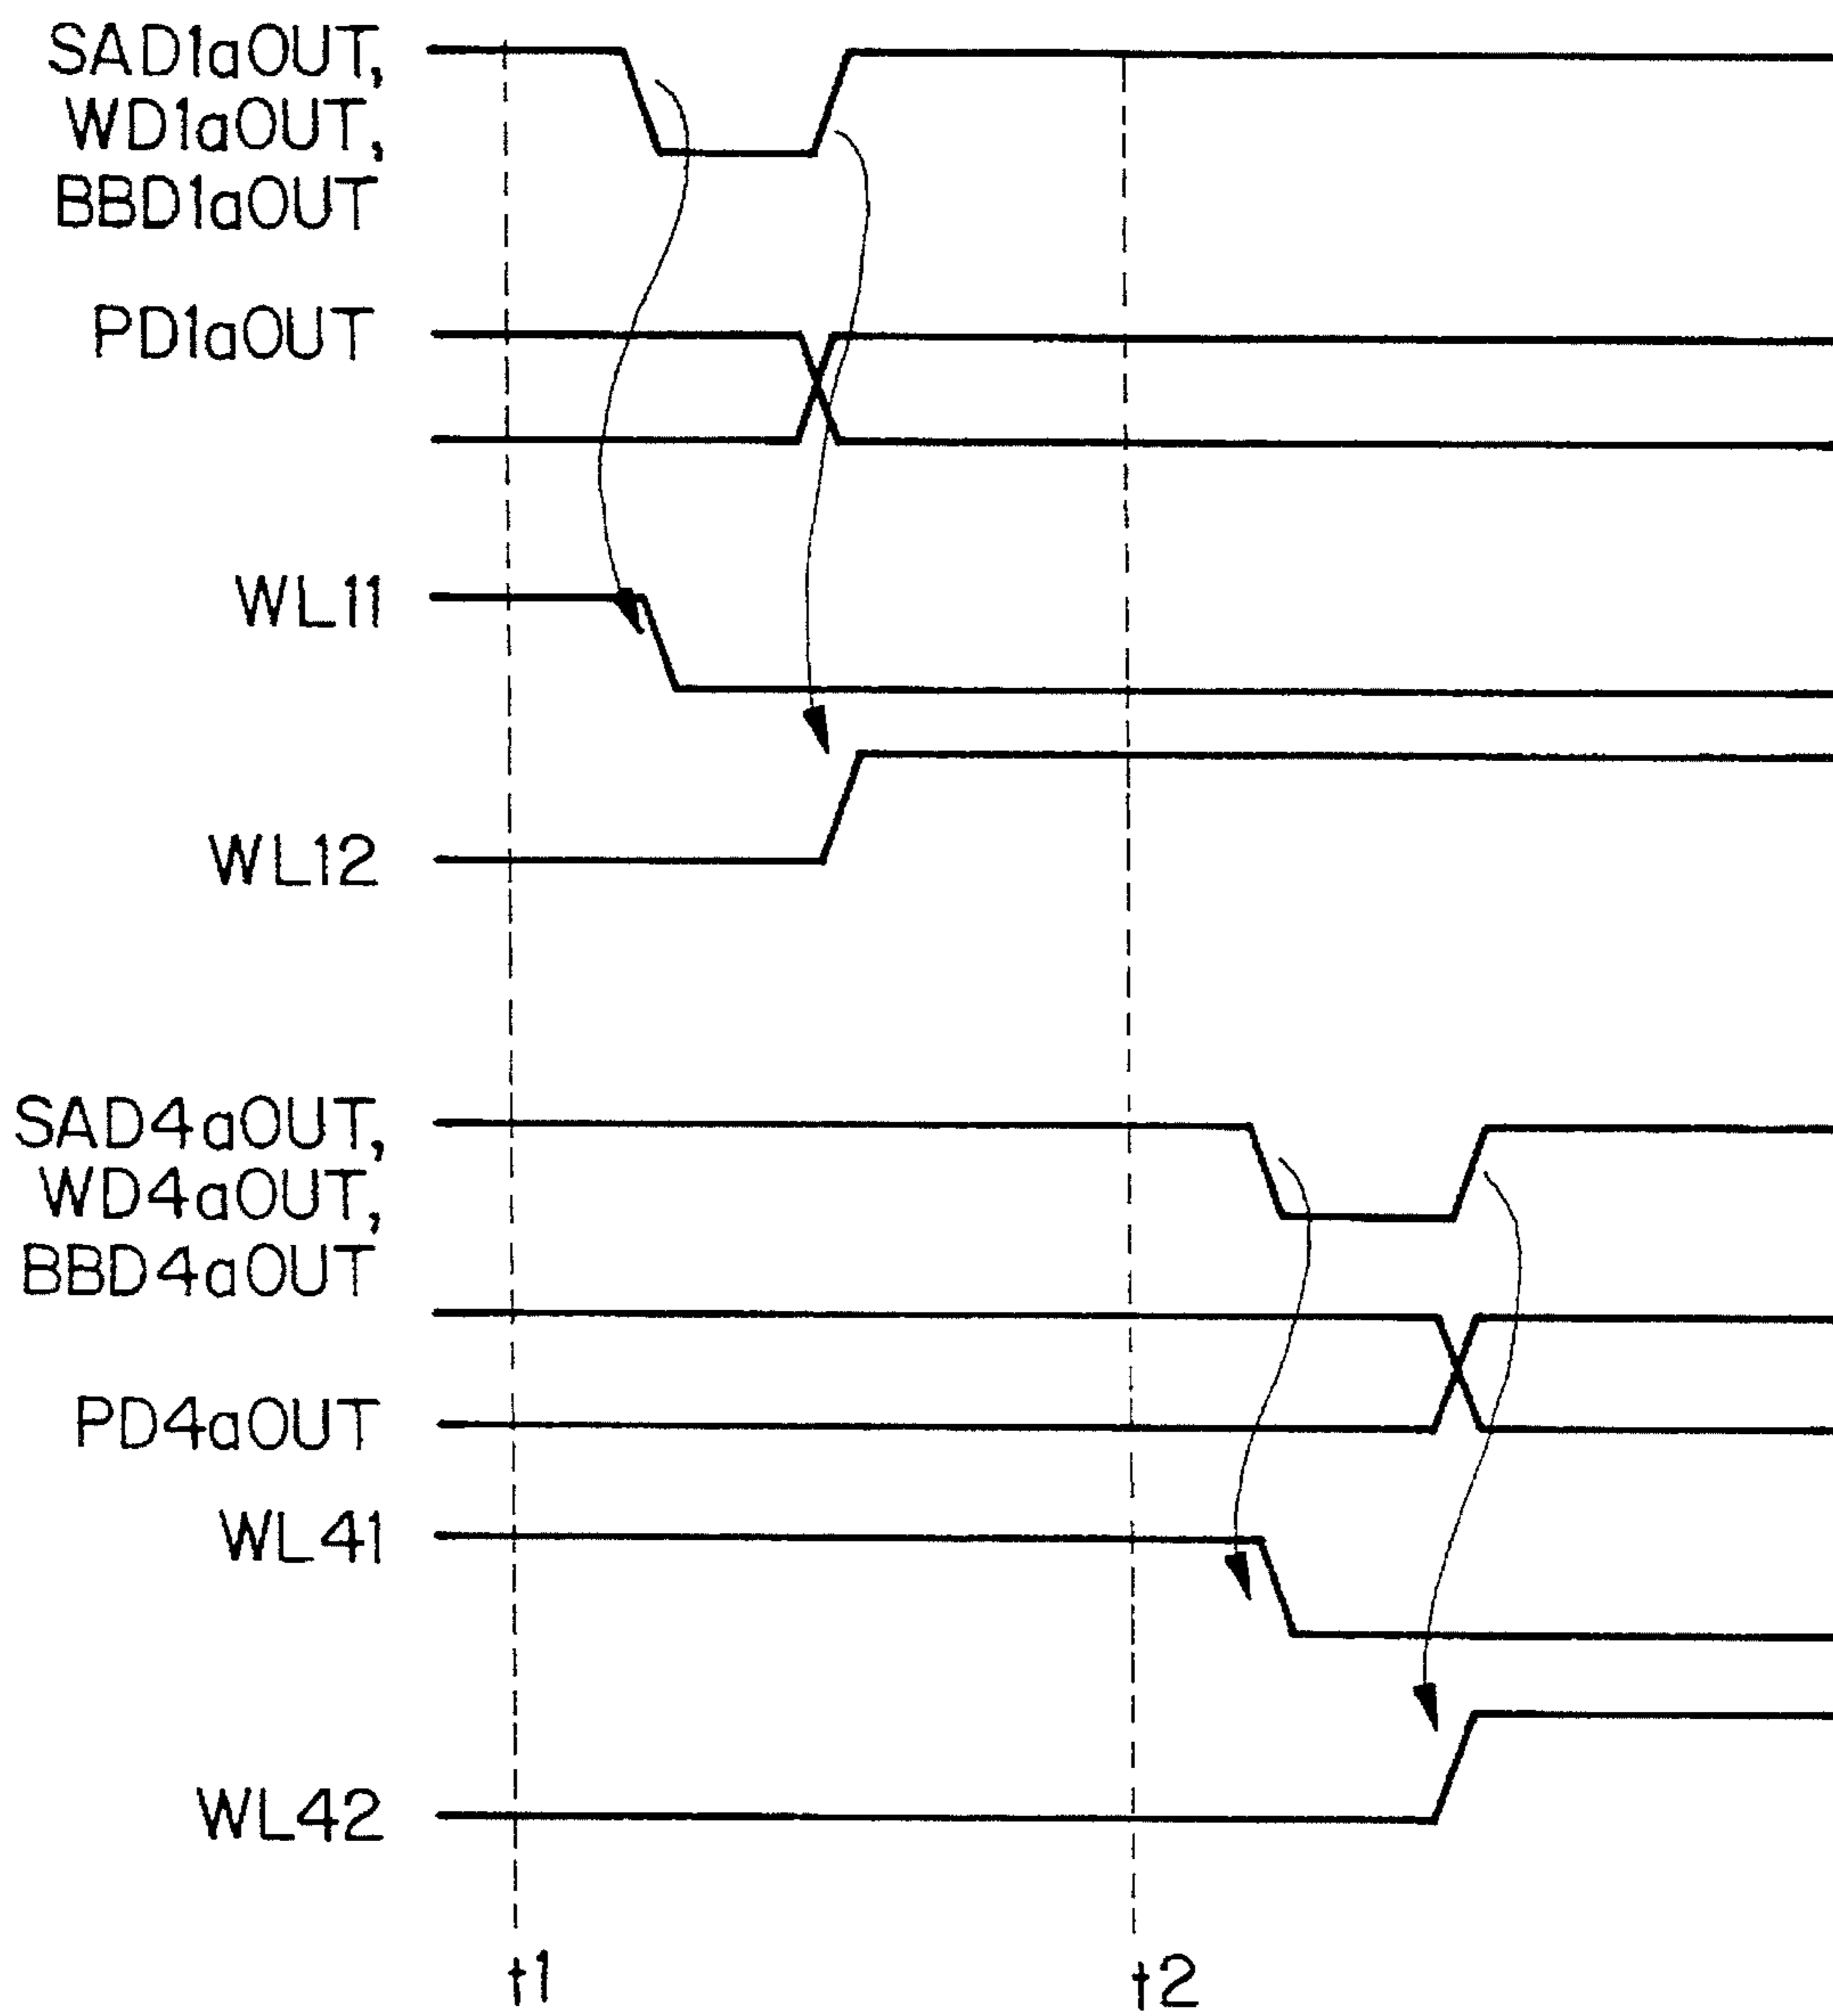 SAD1aOUT,
WD1aOUT,
BBD1aOUT
PD1aOUT
WL11
WL12
SAD4aOUT,
WD4aOUT,
BBD4aOUT
PD4aOUT
WL41
WL42
t1
t2